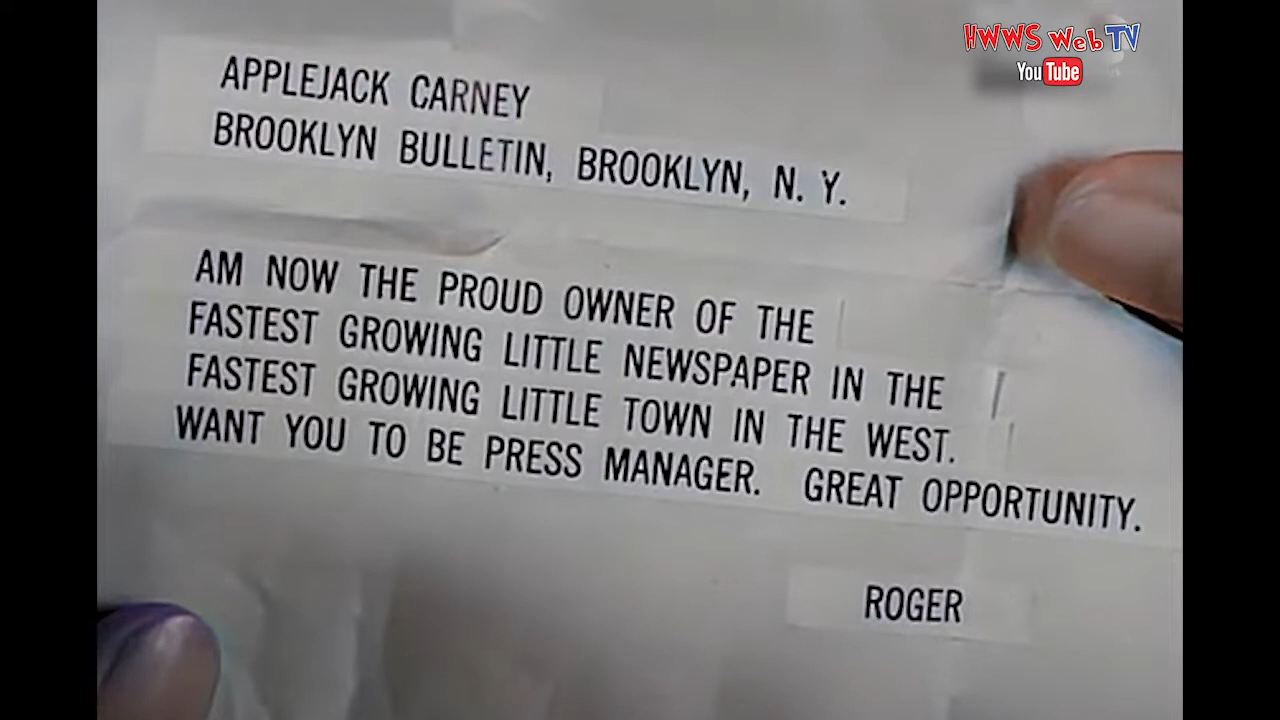 HWWS Web TV
YouTube
APPLEJACK CARNEY
BROOKLYN BULLETIN, BROOKLYN, N. Y.
AM NOW THE PROUD OWNER OF THE
FASTEST GROWING LITTLE NEWSPAPER IN THE
FASTEST GROWING LITTLE TOWN IN THE WEST.
WANT YOU TO BE PRESS MANAGER. GREAT OPPORTUNITY.
ROGER